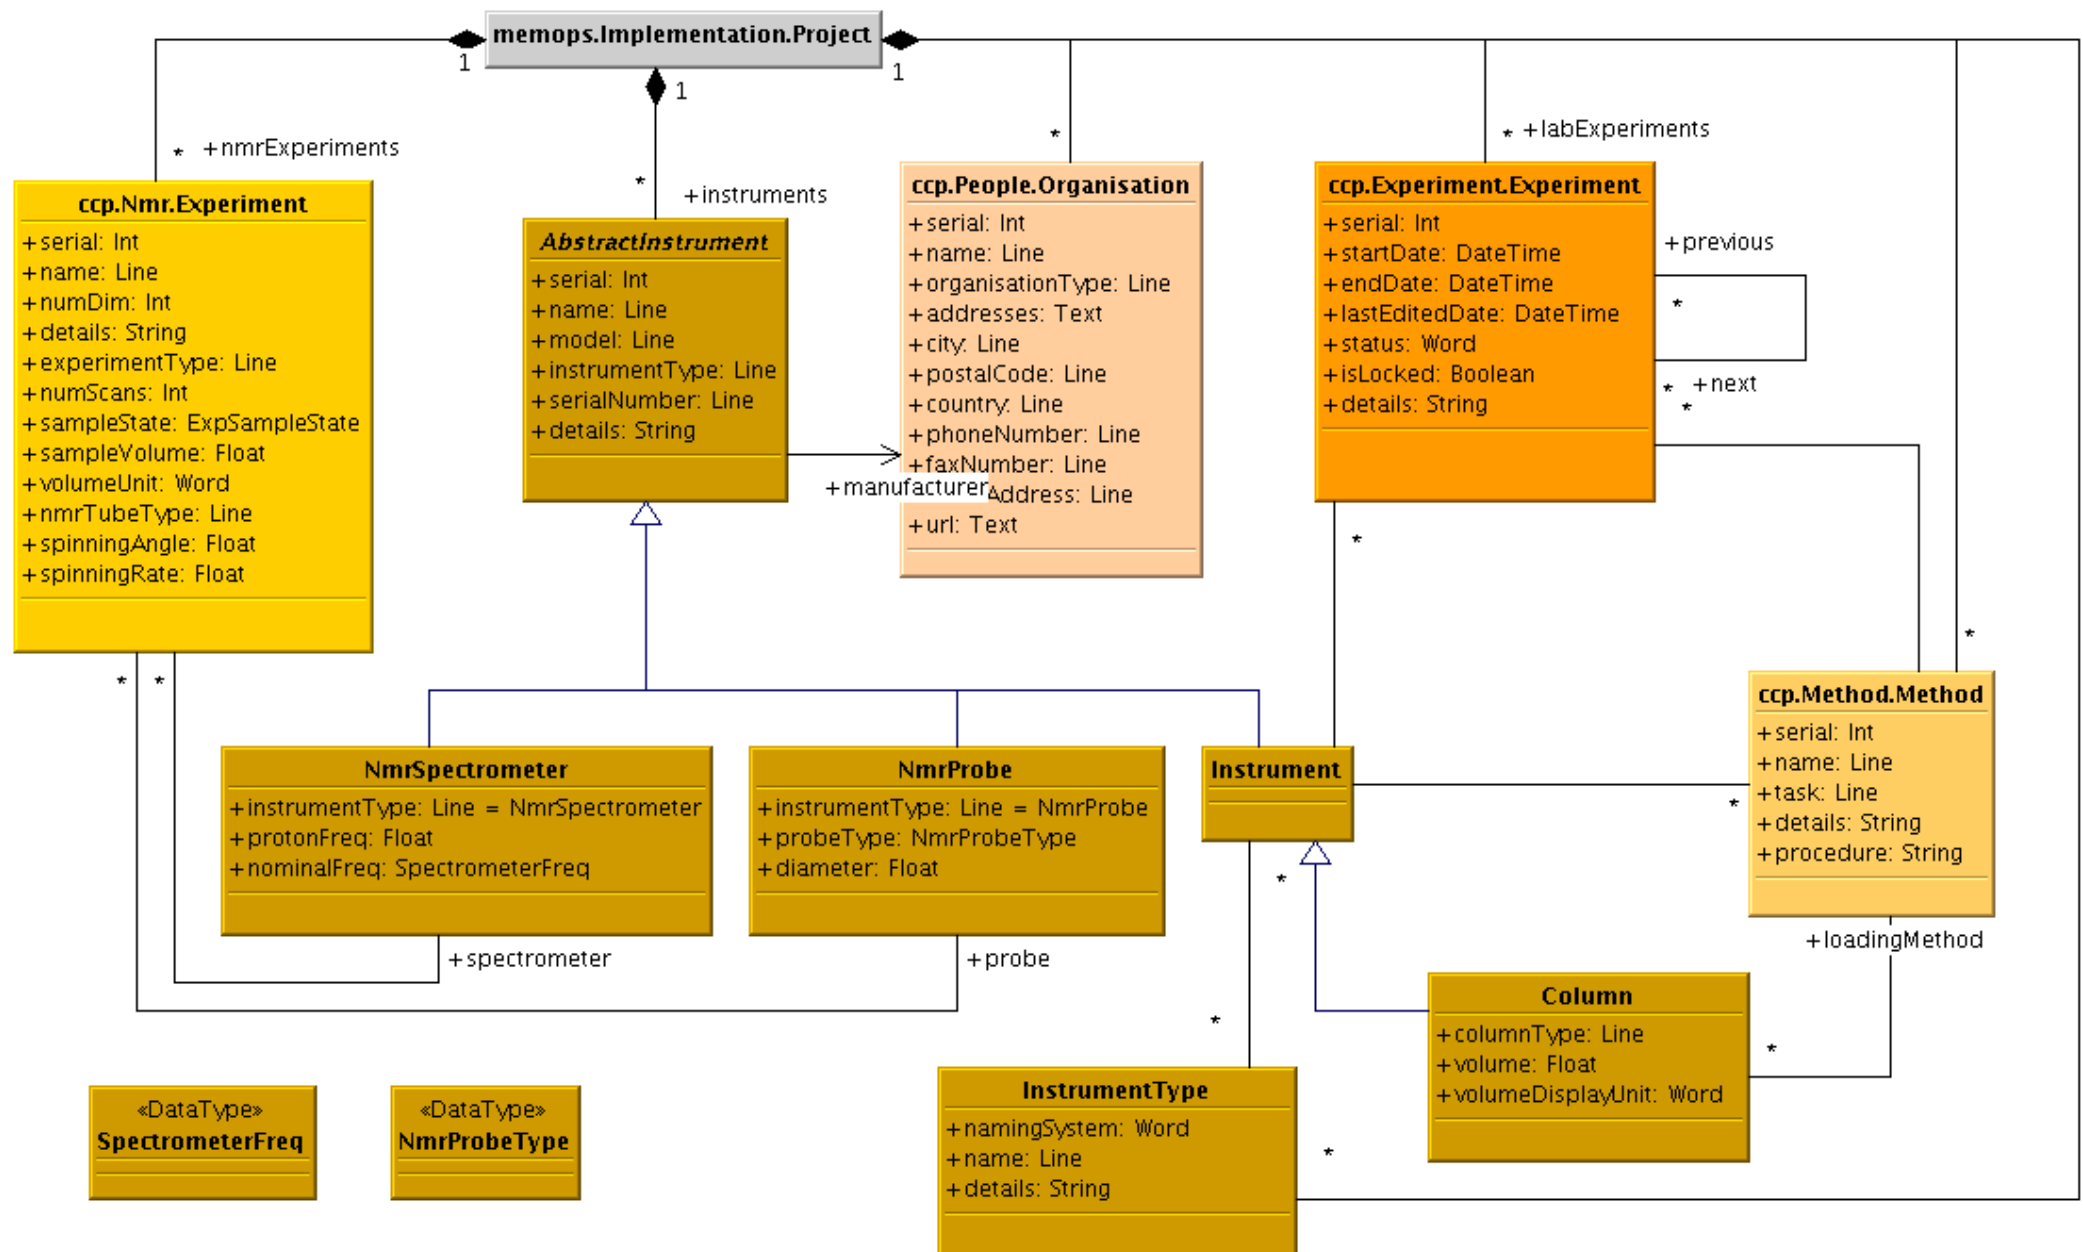 memops.Implementation.Project
1
1
1
* +nmrExperiments
*
+instruments
*
* +labExperiments
ccp.Nmr.Experiment
+serial: Int
+name: Line
+numDim: Int
+details: String
+experimentType: Line
+numScans: Int
+sampleState: ExpSampleState
+sampleVolume: Float
+volumeUnit: Word
+nmrTubeType: Line
+spinningAngle: Float
+spinningRate: Float
*
*
AbstractInstrument
+serial: Int
+name: Line
+model: Line
+instrumentType: Line
+serialNumber: Line
+details: String
+manufacturer
ccp.People.Organisation
+serial: Int
+name: Line
+organisationType: Line
+addresses: Text
+city: Line
+postalCode: Line
+country: Line
+phoneNumber: Line
+faxNumber: Line
Address: Line
+url: Text
ccp.Experiment.Experiment
+serial: Int
+startDate: DateTime
+endDate: DateTime
+lastEditedDate: DateTime
+status: Word
+isLocked: Boolean
+details: String
+previous
*
* +next
*
*
*
NmrSpectrometer
+instrumentType: Line = NmrSpectrometer
+protonFreq: Float
+nominalFreq: SpectrometerFreq
+spectrometer
NmrProbe
+instrumentType: Line = NmrProbe
+probeType: NmrProbeType
+diameter: Float
+probe
Instrument
*
*
*
ccp.Method.Method
+serial: Int
+name: Line
+task: Line
+details: String
+procedure: String
+loadingMethod
Column
+columnType: Line
+volume: Float
+volumeDisplayUnit: Word
*
InstrumentType
+namingSystem: Word
+name: Line
+details: String
*
«DataType»
SpectrometerFreq
«DataType»
NmrProbeType